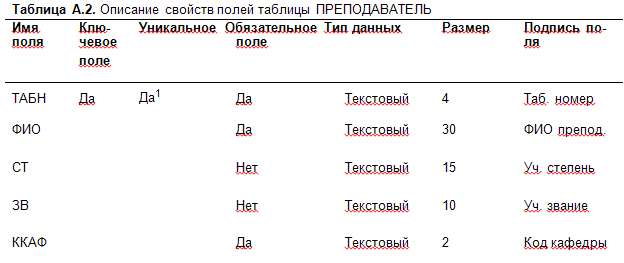 Таблица А.2. Описание свойств полей таблицы ПРЕПОДАВАТЕЛЬ
Имя поля Клю-чевое поле Уникальное Обязательное поле Тип данных Размер Подпись по-ля
ТАБН Да Да1 Да Текстовый 4 Таб. номер
ФИО Да Текстовый 30 ФИО препод.
СТ Нет Текстовый 15 Уч. степень
ЗВ Нет Текстовый 10 Уч. звание
ККАФ Да Текстовый 2 Код кафедры